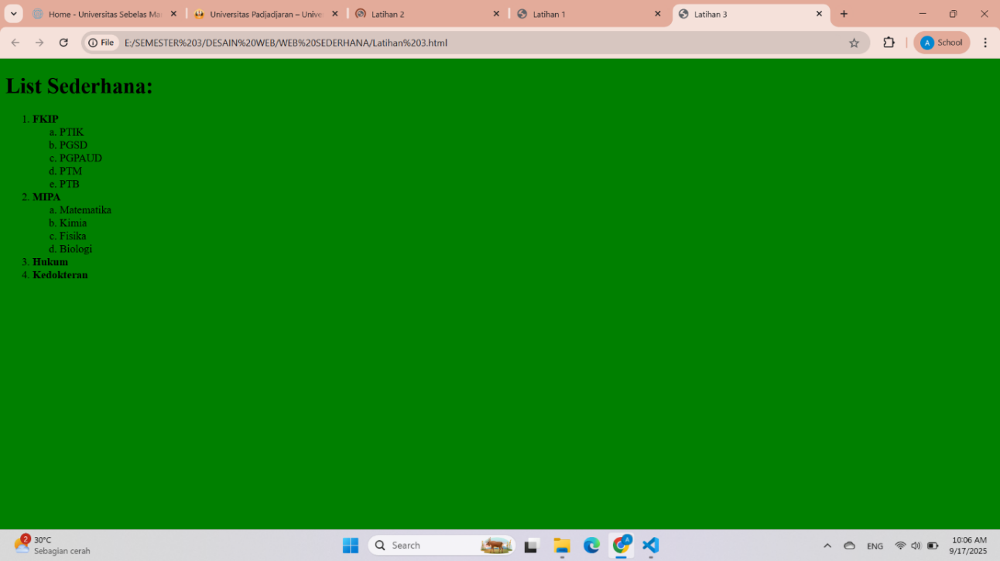 Home - Universitas Sebelas Ma
Universitas Padjadjaran – Unive
Latihan 2
Latihan 1
Latihan 3
File
E:/SEMESTER%203/DESAIN%20WEB/WEB%20SEDERHANA/Latihan%203.html
A
School
List Sederhana:
1. FKIP
a. PTIK
b. PGSD
c. PGPAUD
d. PTM
e. PTB
2. MIPA
a. Matematika
b. Kimia
c. Fisika
d. Biologi
3. Hukum
4. Kedokteran
2
30°C
Sebagian cerah
Search
A
ENG
10:06 AM
9/17/2025